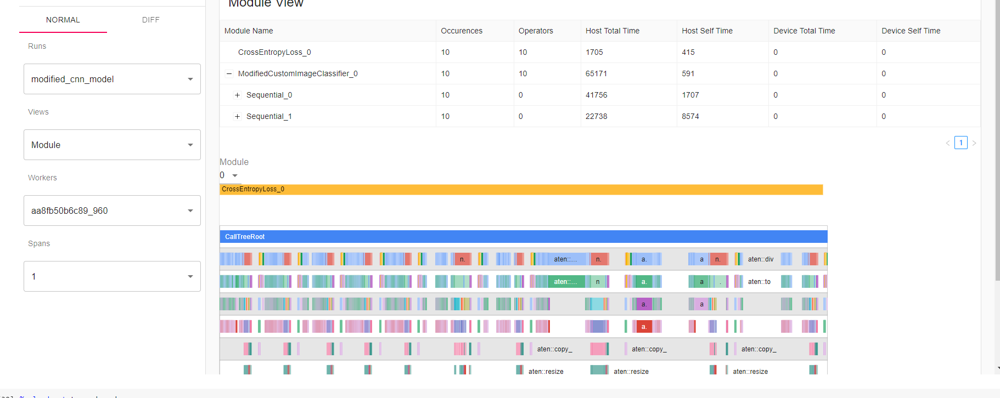 Module View
NORMAL DIFF
Runs
modified_cnn_model
Views
Module
Workers
aa8fb50b6c89_960
Spans
1
Module Name Occurences Operators Host Total Time Host Self Time Device Total Time Device Self Time
CrossEntropyLoss_0 10 10 1705 415 0 0
− ModifiedCustomImageClassifier_0 10 10 65171 591 0 0
+ Sequential_0 10 0 41756 1707 0 0
+ Sequential_1 10 0 22738 8574 0 0
< 1 >
Module
0
CrossEntropyLoss_0
CallTreeRoot
n. aten::... n. a. a n. aten::div
aten::... n a. a . aten::to
a. a
a.
aten::copy_ aten::copy_ aten::copy_
aten::resize aten::resize aten::resize